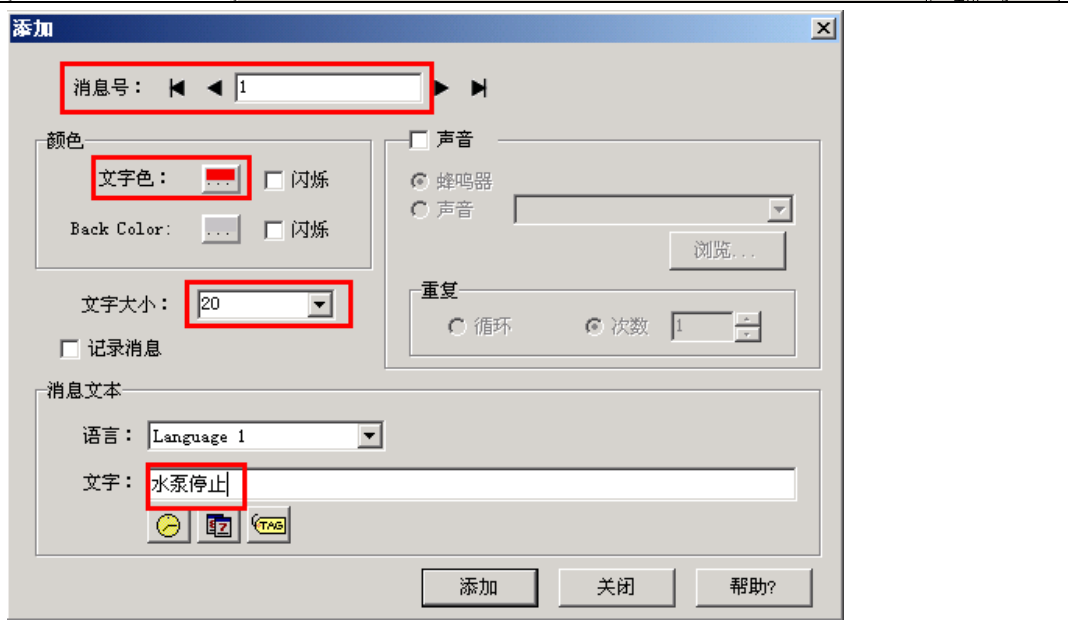 添加
消息号： 1
颜色
文字色： ... 闪烁
Back Color: ... 闪烁
文字大小： 20
记录消息
声音
蜂鸣器
声音
浏览...
重复
循环 次数 1
消息文本
语言： Language 1
文字： 水泵停止
TAG
添加 关闭 帮助?